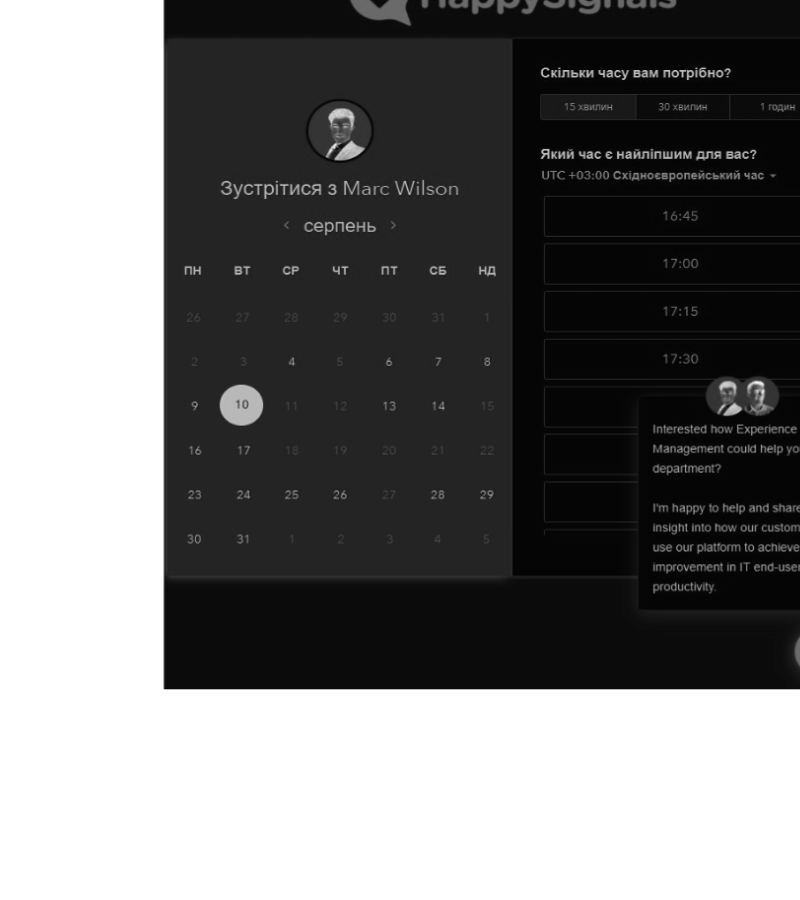 HappySignals
Зустрітися з Marc Wilson
‹ серпень ›
ПН ВТ СР ЧТ ПТ СБ НД
26 27 28 29 30 31 1
2 3 4 5 6 7 8
9 10 11 12 13 14 15
16 17 18 19 20 21 22
23 24 25 26 27 28 29
30 31 1 2 3 4 5
Скільки часу вам потрібно?
15 хвилин 30 хвилин 1 годин
Який час є найліпшим для вас?
UTC +03:00 Східноєвропейський час
16:45
17:00
17:15
17:30
Interested how Experience
Management could help you
department?
I'm happy to help and share
insight into how our custom
use our platform to achieve
improvement in IT end-user
productivity.